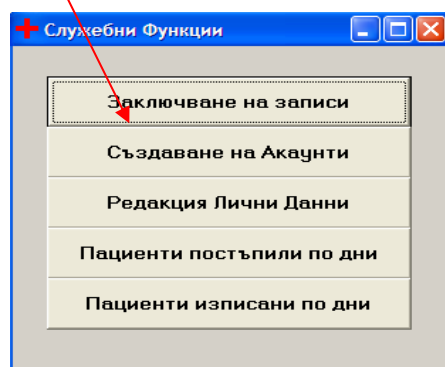 Служебни Функции
Заключване на записи
Създаване на Акаунти
Редакция Лични Данни
Пациенти постъпили по дни
Пациенти изписани по дни